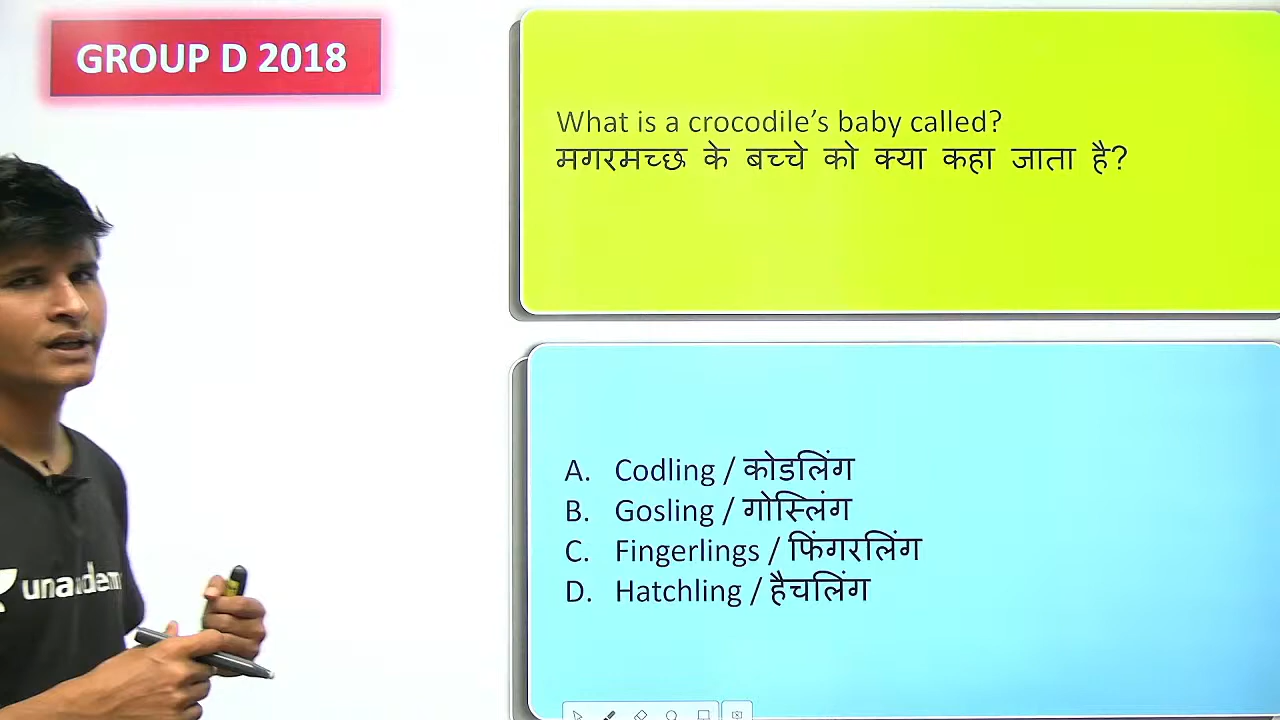 GROUP D 2018
What is a crocodile’s baby called?
मगरमच्छ के बच्चे को क्या कहा जाता है?
A. Codling / कोडलिंग
B. Gosling / गोस्लिंग
C. Fingerlings / फिंगरलिंग
D. Hatchling / हैचलिंग